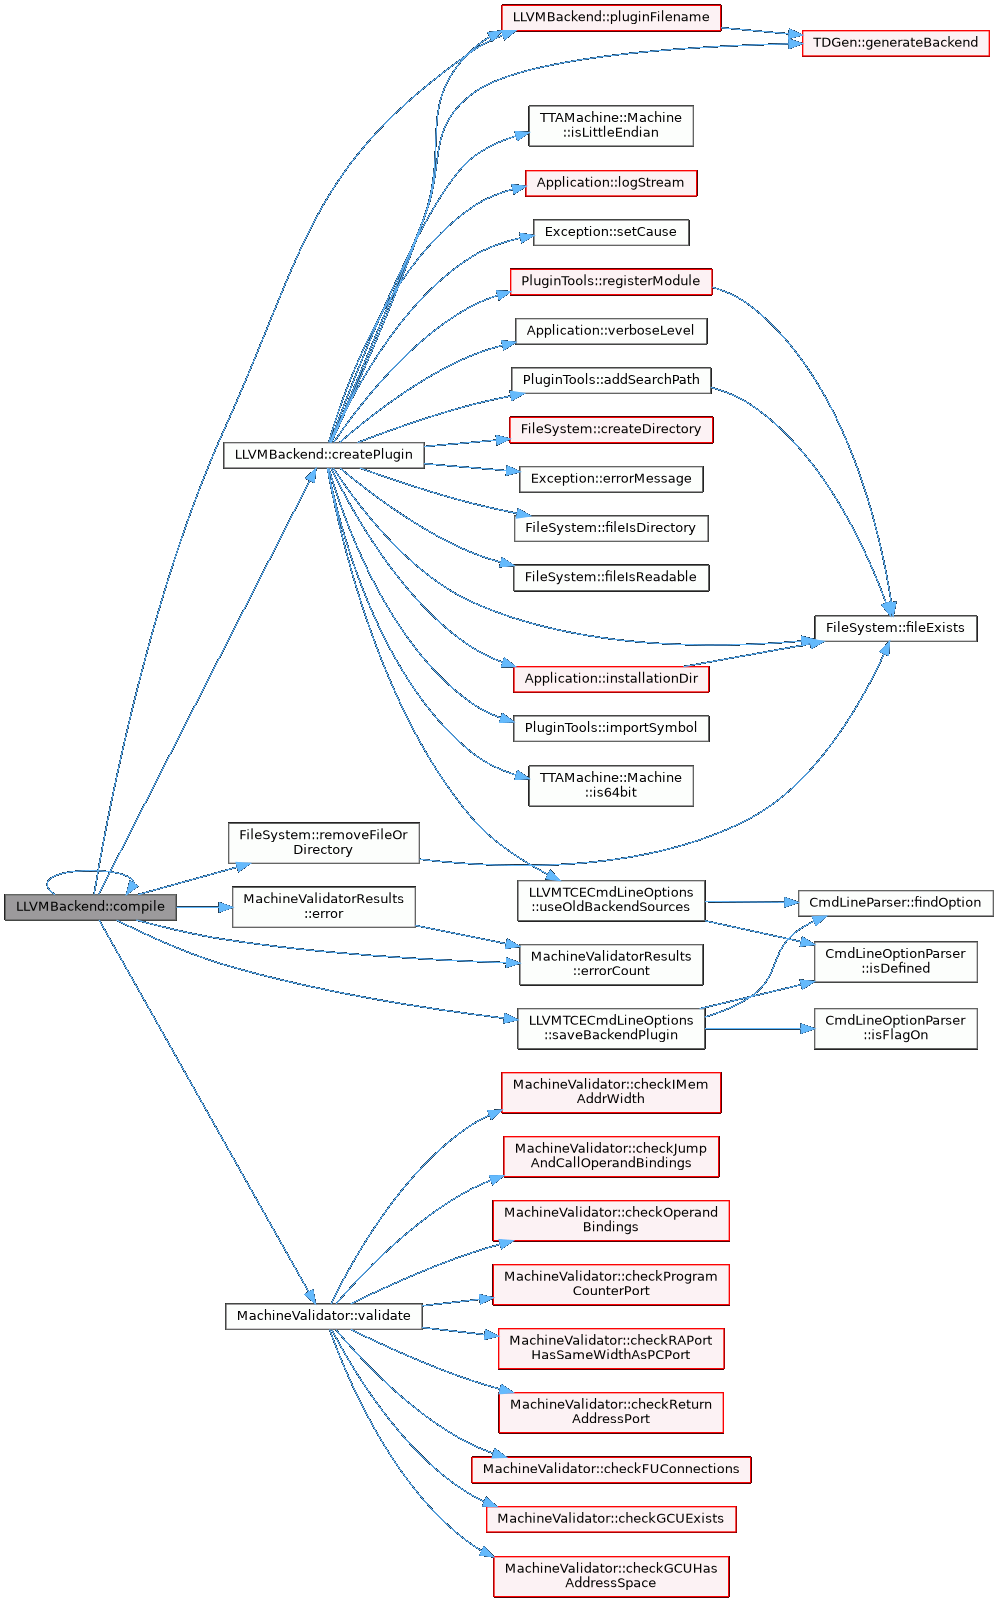 LLVMBackend::pluginFilename
TDGen::generateBackend
TTAMachine::Machine
::isLittleEndian
Application::logStream
Exception::setCause
PluginTools::registerModule
Application::verboseLevel
PluginTools::addSearchPath
FileSystem::createDirectory
LLVMBackend::createPlugin
Exception::errorMessage
FileSystem::fileIsDirectory
FileSystem::fileIsReadable
FileSystem::fileExists
Application::installationDir
PluginTools::importSymbol
TTAMachine::Machine
::is64bit
FileSystem::removeFileOr
Directory
LLVMBackend::compile
MachineValidatorResults
::error
LLVMTCECmdLineOptions
::useOldBackendSources
CmdLineParser::findOption
MachineValidatorResults
::errorCount
CmdLineOptionParser
::isDefined
LLVMTCECmdLineOptions
::saveBackendPlugin
CmdLineOptionParser
::isFlagOn
MachineValidator::checkIMem
AddrWidth
MachineValidator::checkJump
AndCallOperandBindings
MachineValidator::checkOperand
Bindings
MachineValidator::checkProgram
CounterPort
MachineValidator::validate
MachineValidator::checkRAPort
HasSameWidthAsPCPort
MachineValidator::checkReturn
AddressPort
MachineValidator::checkFUConnections
MachineValidator::checkGCUExists
MachineValidator::checkGCUHas
AddressSpace